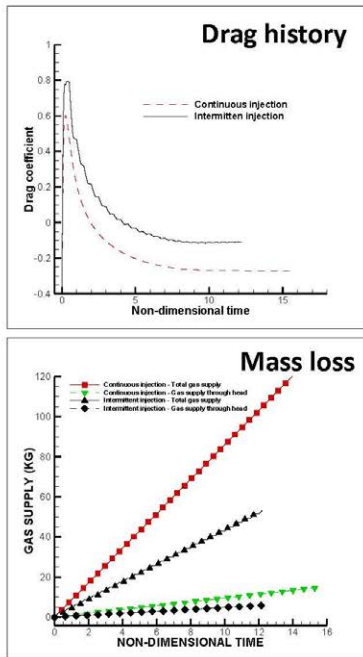 Drag history
1
0.8
0.6
0.4
0.2
0
-0.2
-0.4
Drag coefficient
Continuous injection
Intermitten injection
0 5 10 15
Non-dimensional time
Mass loss
120
100
80
60
40
20
0
GAS SUPPLY (KG)
Continuous injection - Total gas supply
Continuous injection - Gas supply through head
Intermittent injection - Total gas supply
Intermittent injection - Gas supply through head
0 2 4 6 8 10 12 14 16
NON-DIMENSIONAL TIME